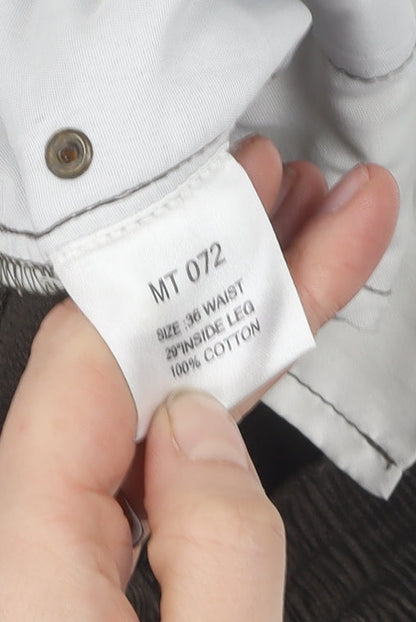 MT 072
SIZE :36 WAIST
29"INSIDE LEG
100% COTTON